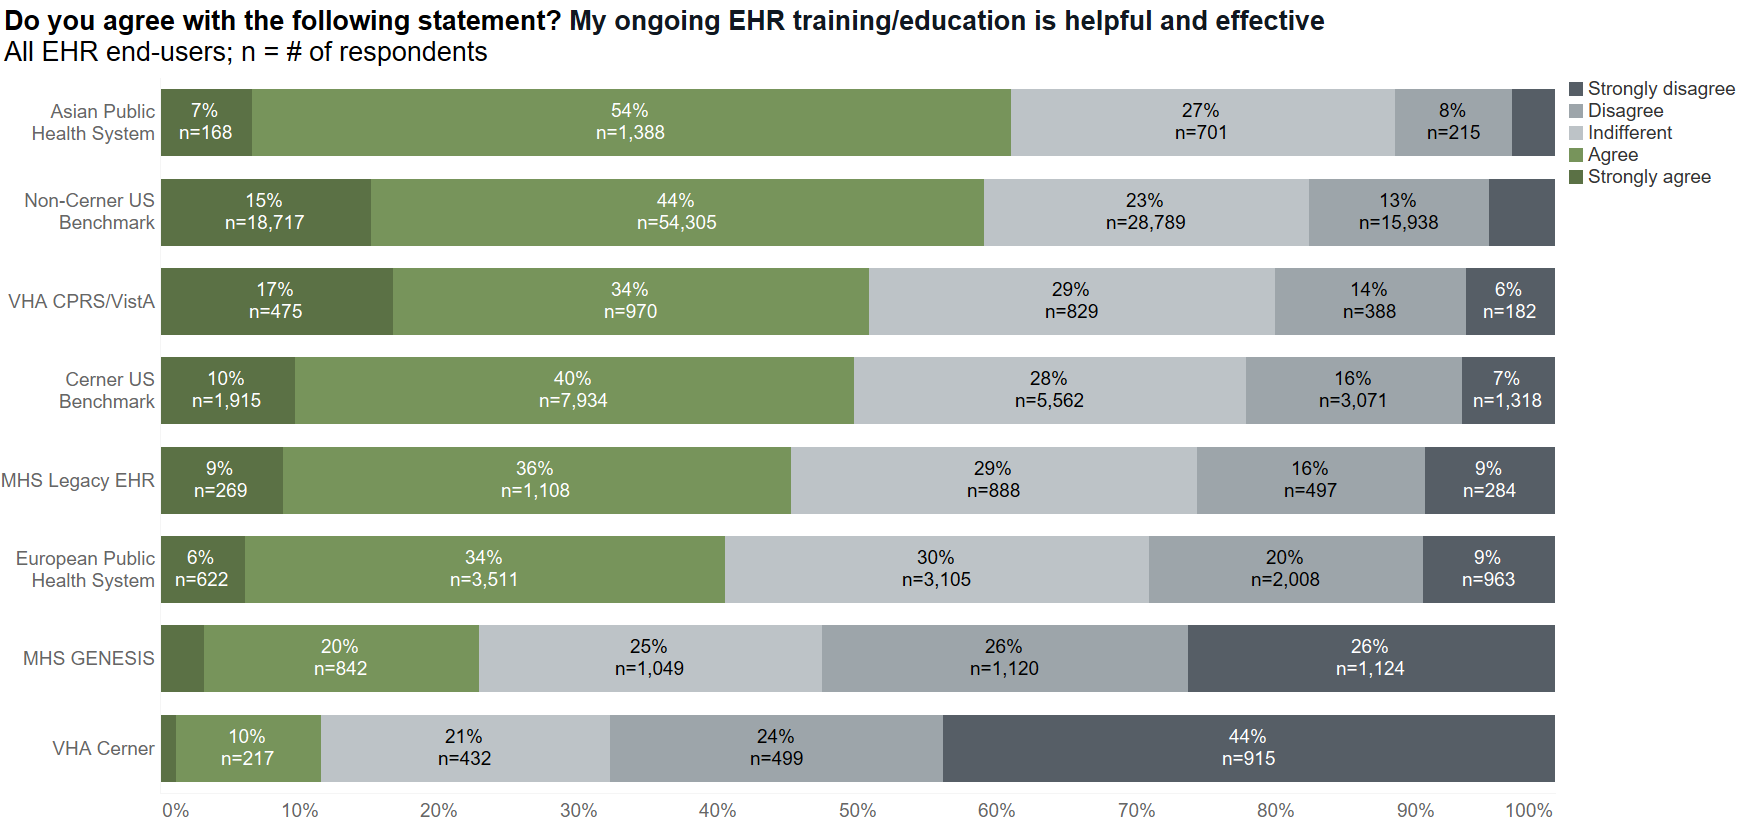 Do you agree with the following statement? My ongoing EHR training/education is helpful and effective
All EHR end-users; n = # of respondents
Strongly disagree
Disagree
Indifferent
Agree
Strongly agree
Asian Public
Health System
7%
n=168
54%
n=1,388
27%
n=701
8%
n=215
Non-Cerner US
Benchmark
15%
n=18,717
44%
n=54,305
23%
n=28,789
13%
n=15,938
VHA CPRS/VistA
17%
n=475
34%
n=970
29%
n=829
14%
n=388
6%
n=182
Cerner US
Benchmark
10%
n=1,915
40%
n=7,934
28%
n=5,562
16%
n=3,071
7%
n=1,318
MHS Legacy EHR
9%
n=269
36%
n=1,108
29%
n=888
16%
n=497
9%
n=284
European Public
Health System
6%
n=622
34%
n=3,511
30%
n=3,105
20%
n=2,008
9%
n=963
MHS GENESIS
20%
n=842
25%
n=1,049
26%
n=1,120
26%
n=1,124
VHA Cerner
10%
n=217
21%
n=432
24%
n=499
44%
n=915
0% 10% 20% 30% 40% 50% 60% 70% 80% 90% 100%